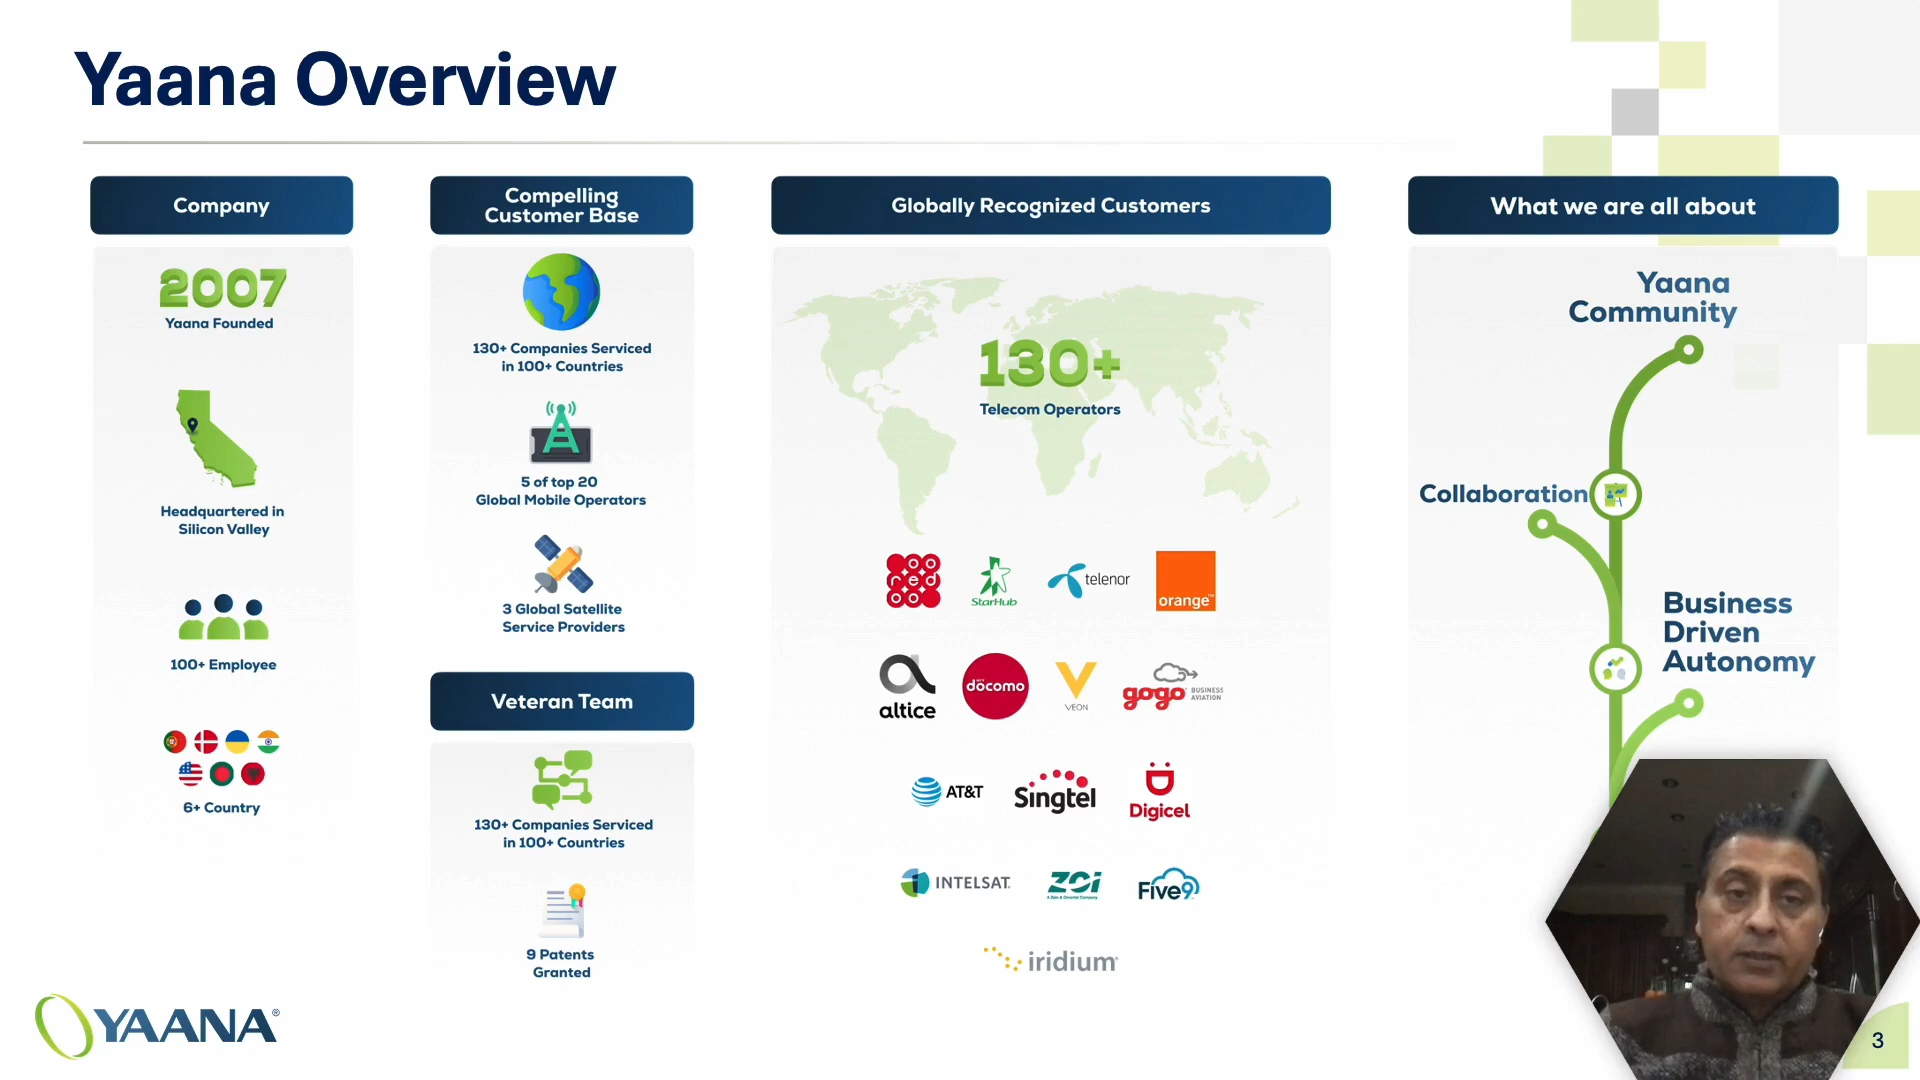 Yaana Overview
Company
2007
Yaana Founded
Headquartered in
Silicon Valley
100+ Employee
6+ Country
Compelling
Customer Base
130+ Companies Serviced
in 100+ Countries
5 of top 20
Global Mobile Operators
3 Global Satellite
Service Providers
Veteran Team
130+ Companies Serviced
in 100+ Countries
9 Patents
Granted
Globally Recognized Customers
130+
Telecom Operators
ooredoo
StarHub
telenor
orange™
altice
döcomo
VEON
gogo BUSINESS
AVIATION
AT&T
Singtel
Digicel
INTELSAT
ZOI
Five9
iridium
What we are all about
Yaana
Community
Collaboration
Business
Driven
Autonomy
YAANA®
3